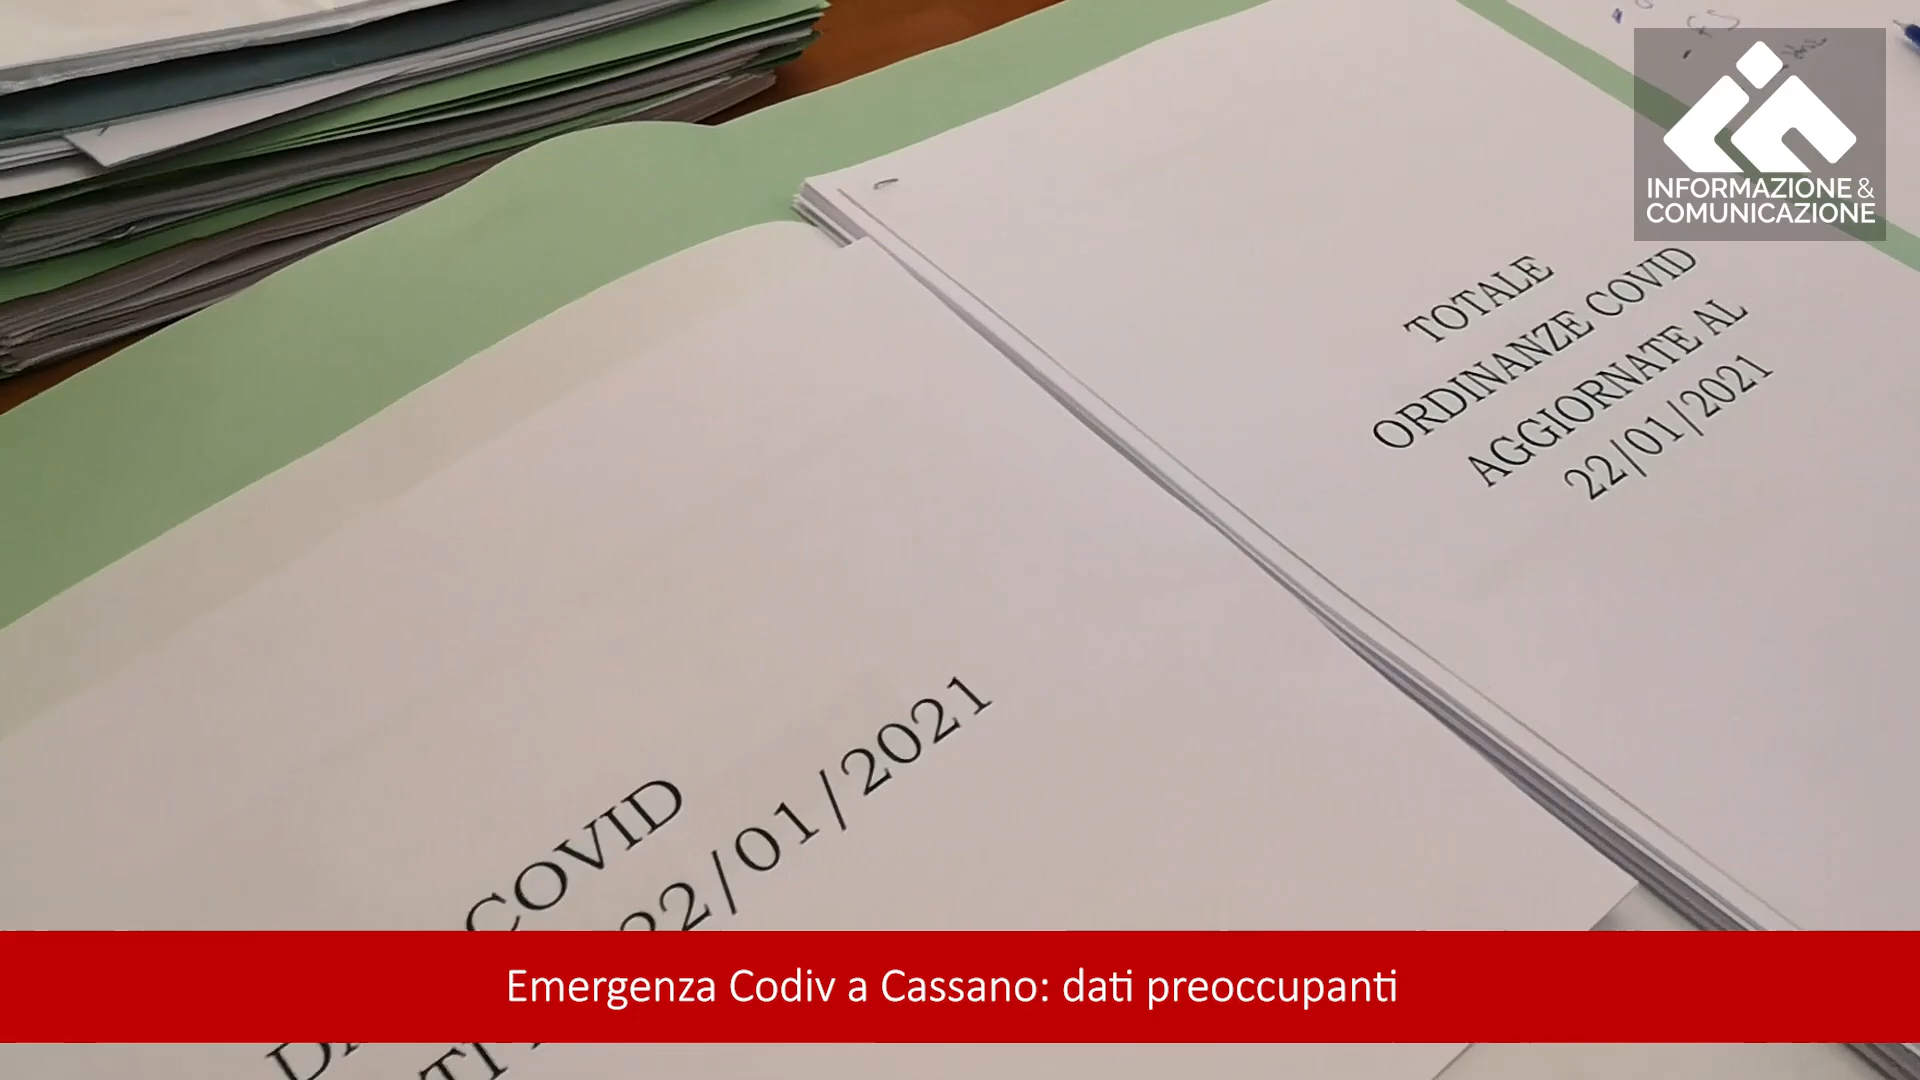 INFORMAZIONE &
COMUNICAZIONE
TOTALE
ORDINANZE COVID
AGGIORNATE AL
22/01/2021
COVID
22/01/2021
Emergenza Codiv a Cassano: dati preoccupanti